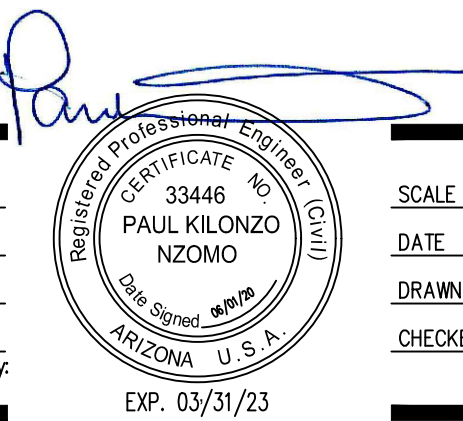 Paul
Registered Professional Engineer (Civil)
CERTIFICATE NO.
33446
PAUL KILONZO
NZOMO
Date Signed 06/01/20
ARIZONA U.S.A.
EXP. 03/31/23
SCALE
DATE
DRAWN
CHECKE
y: